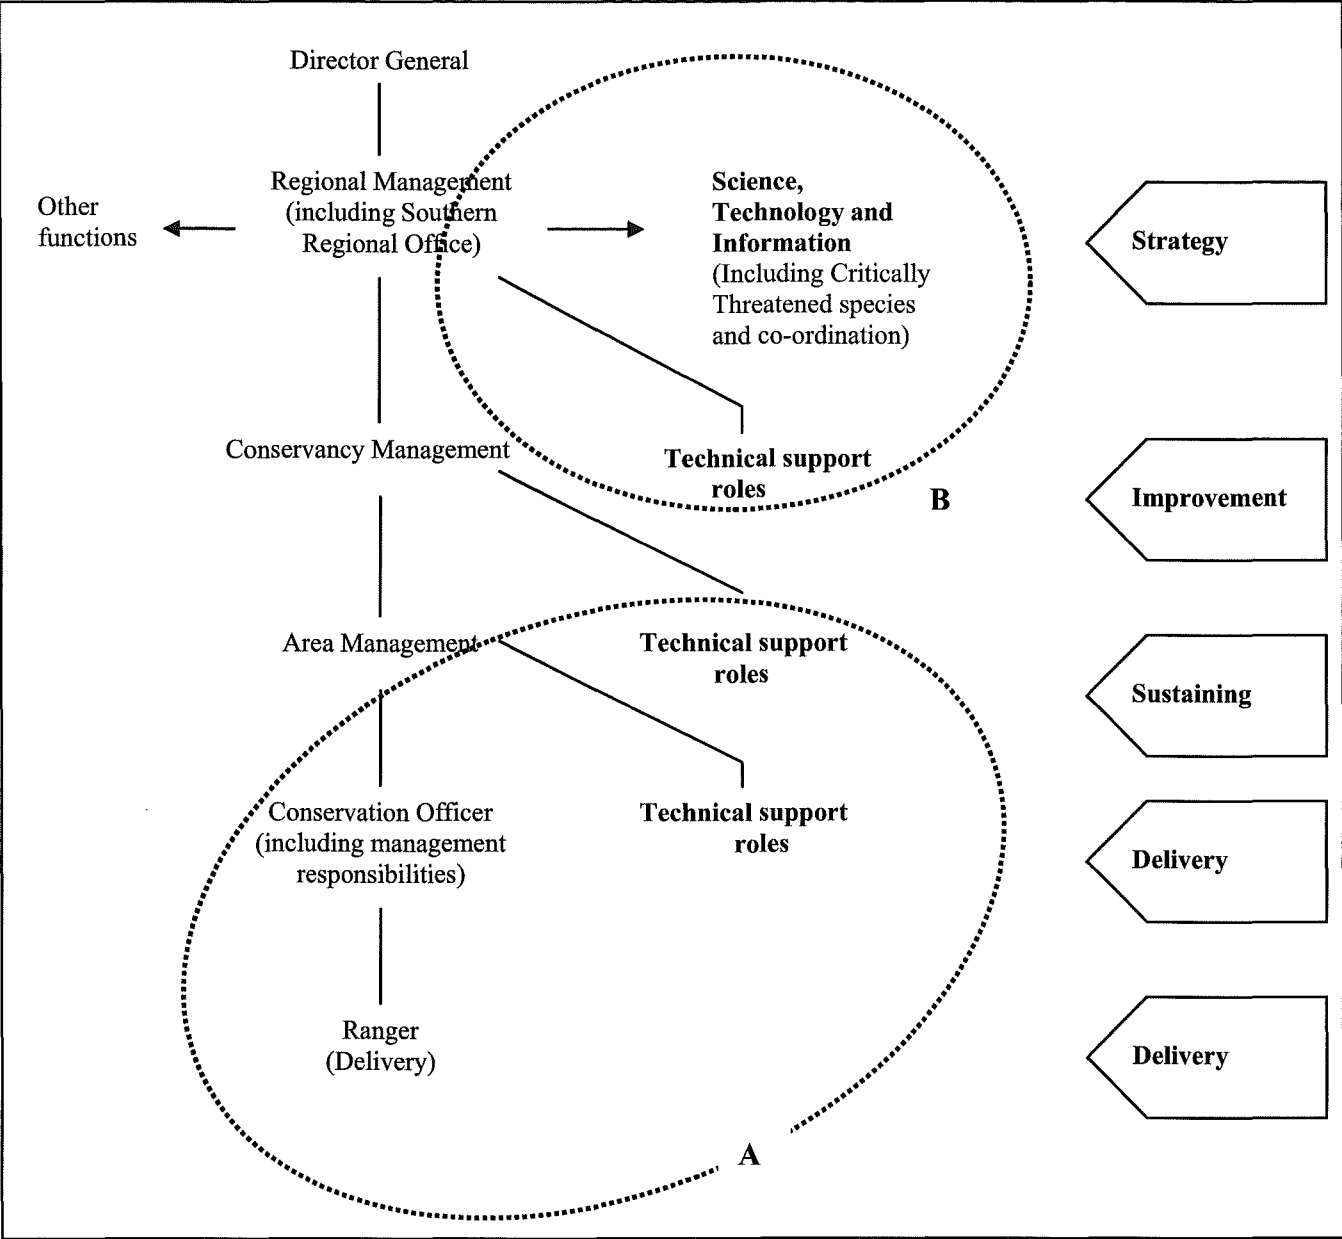 Director General
Regional Management
(including Southern
Regional Office)
Other
functions
Science,
Technology and
Information
(Including Critically
Threatened species
and co-ordination)
Strategy
Conservancy Management
Technical support
roles
B
Improvement
Area Management
Technical support
roles
Sustaining
Conservation Officer
(including management
responsibilities)
Technical support
roles
Delivery
Ranger
(Delivery)
Delivery
A